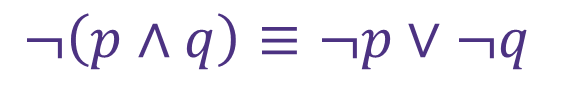 ¬(p ∧ q) ≡ ¬p ∨ ¬q